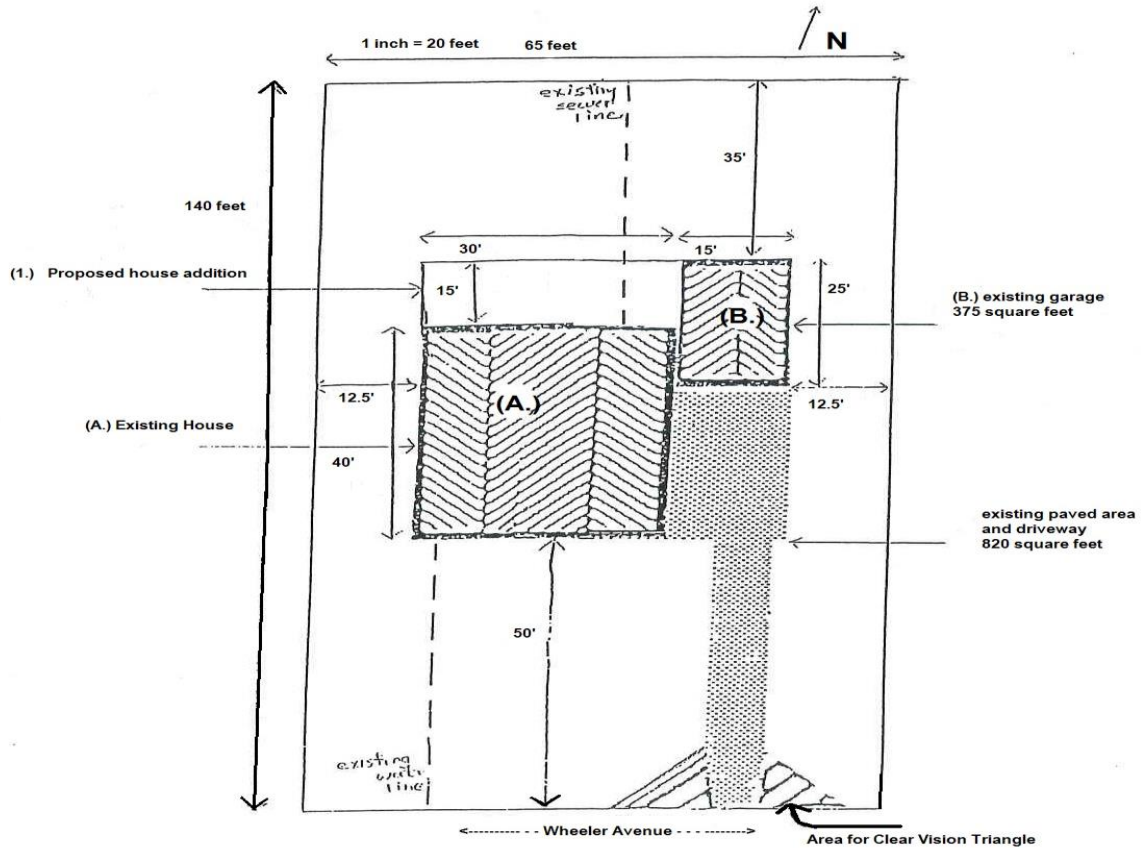 N
1 inch = 20 feet 65 feet
existing
sewer
line
35'
140 feet
30'
15'
(1.) Proposed house addition
15'
25'
(B.) existing garage
375 square feet
(B.)
12.5'
(A.)
12.5'
(A.) Existing House
40'
existing paved area
and driveway
820 square feet
50'
existing
line
Wheeler Avenue
Area for Clear Vision Triangle